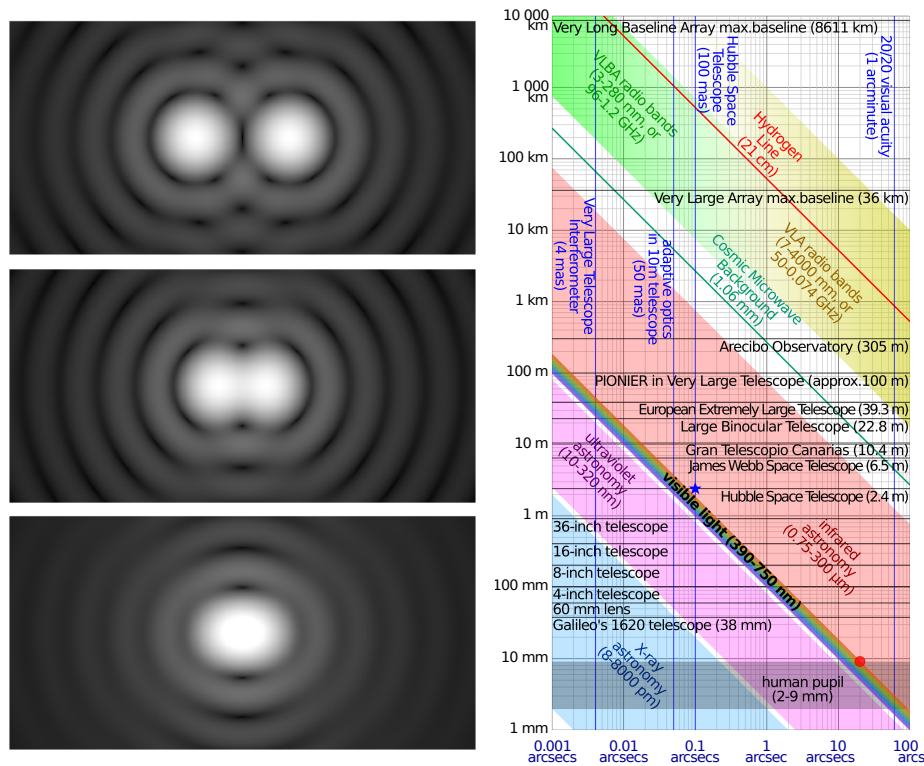 10 000
km
Very Long Baseline Array max.baseline (8611 km)
VLBA radio bands
(3-280 mm, or
96-1.2 GHz)
Hubble Space
Telescope
(100 mas)
20/20 visual acuity
(1 arcminute)
1 000
km
Hydrogen
Line
(21 cm)
100 km
Very Large Array max.baseline (36 km)
Very Large Telescope
Interferometer
(4 mas)
10 km
adaptive optics
in 10m telescope
(50 mas)
Cosmic Microwave
Background
(1.06 mm)
VLA radio bands
(7-4000 mm, or
50-0.074 GHz)
1 km
Arecibo Observatory (305 m)
100 m
PIONIER in Very Large Telescope (approx.100 m)
European Extremely Large Telescope (39.3 m)
Large Binocular Telescope (22.8 m)
10 m
Gran Telescopio Canarias (10.4 m)
James Webb Space Telescope (6.5 m)
ultraviolet
astronomy
(10-320 nm)
Hubble Space Telescope (2.4 m)
visible light (390-750 nm)
1 m
36-inch telescope
infrared
astronomy
(0.75-300 µm)
16-inch telescope
8-inch telescope
100 mm
4-inch telescope
60 mm lens
Galileo's 1620 telescope (38 mm)
X-ray
astronomy
(8-8000 pm)
10 mm
human pupil
(2-9 mm)
1 mm
0.001 0.01 0.1 1 10 100
arcsecs arcsecs arcsecs arcsec arcsecs arcs